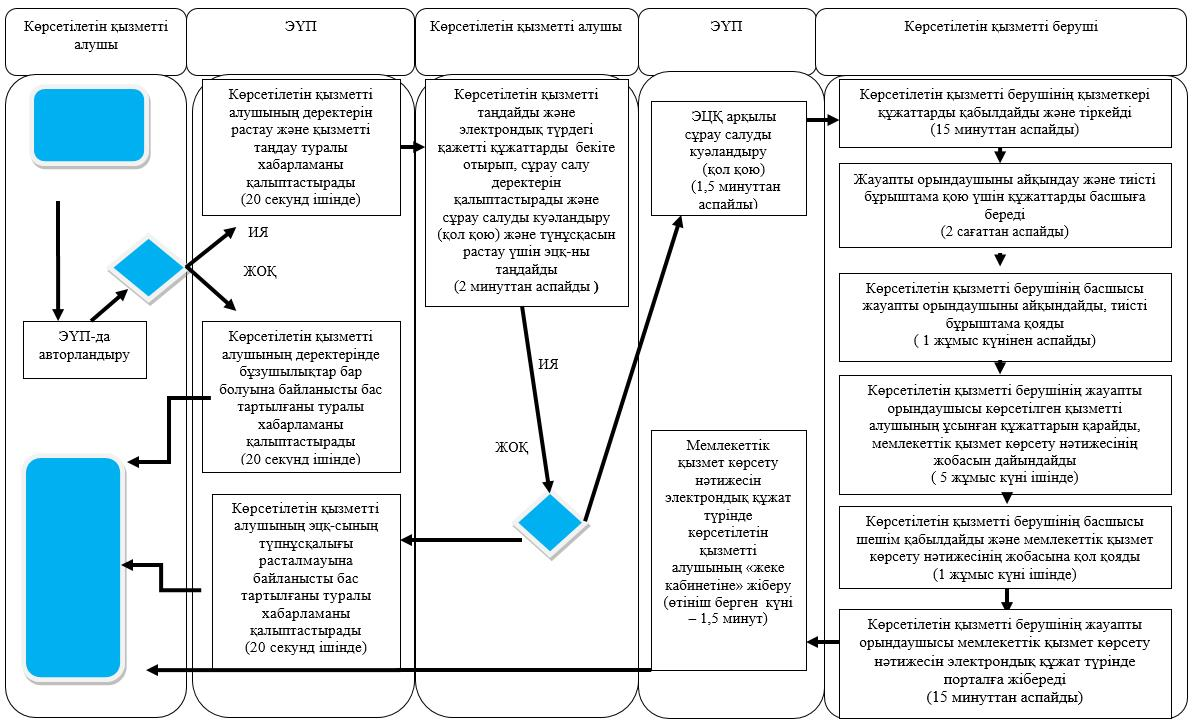 Көрсетілетін қызметті
алушы
ЭҮП
Көрсетілетін қызметті алушы
ЭҮП
Көрсетілетін қызметті беруші
ЭҮП-да
авторландыру
Көрсетілетін қызметті
алушының деректерін
растау және қызметті
таңдау туралы
хабарламаны
қалыптастырады
(20 секунд ішінде)
ИЯ
ЖОҚ
Көрсетілетін қызметті
алушының деректерінде
бұзушылықтар бар
болуына байланысты бас
тартылғаны туралы
хабарламаны
қалыптастырады
(20 секунд ішінде)
Көрсетілетін қызметті
алушының эцқ-сының
түпнұсқалығы
расталмауына
байланысты бас
тартылғаны туралы
хабарламаны
қалыптастырады
(20 секунд ішінде)
Көрсетілетін қызметті
таңдайды және
электрондық түрдегі
қажетті құжаттарды бекіте
отырып, сұрау салу
деректерін
қалыптастырады және
сұрау салуды куәландыру
(қол қою) және түнұсқасын
растау үшін эцқ-ны
таңдайды
(2 минуттан аспайды )
ИЯ
ЖОҚ
ЭЦҚ арқылы
сұрау салуды
куәландыру
(қол қою)
(1,5 минуттан
аспайды)
Мемлекеттік
қызмет көрсету
нәтижесін
электрондық құжат
түрінде
көрсетілетін
қызметті
алушының «жеке
кабинетіне» жіберу
(өтініш берген күні
– 1,5 минут)
Көрсетілетін қызметті берушінің қызметкері
құжаттарды қабылдайды және тіркейді
(15 минуттан аспайды)
Жауапты орындаушыны айқындау және тиісті
бұрыштама қою үшін құжаттарды басшыға
береді
(2 сағаттан аспайды)
Көрсетілетін қызметті берушінің басшысы
жауапты орындаушыны айқындайды, тиісті
бұрыштама қояды
( 1 жұмыс күнінен аспайды)
Көрсетілетін қызметті берушінің жауапты
орындаушысы көрсетілген қызметті
алушының ұсынған құжаттарын қарайды,
мемлекеттік қызмет көрсету нәтижесінің
жобасын дайындайды
( 5 жұмыс күні ішінде)
Көрсетілетін қызметті берушінің басшысы
шешім қабылдайды және мемлекеттік қызмет
көрсету нәтижесінің жобасына қол қояды
(1 жұмыс күні ішінде)
Көрсетілетін қызметті берушінің жауапты
орындаушысы мемлекеттік қызмет көрсету
нәтижесін электрондық құжат түрінде
порталға жібереді
(15 минуттан аспайды)